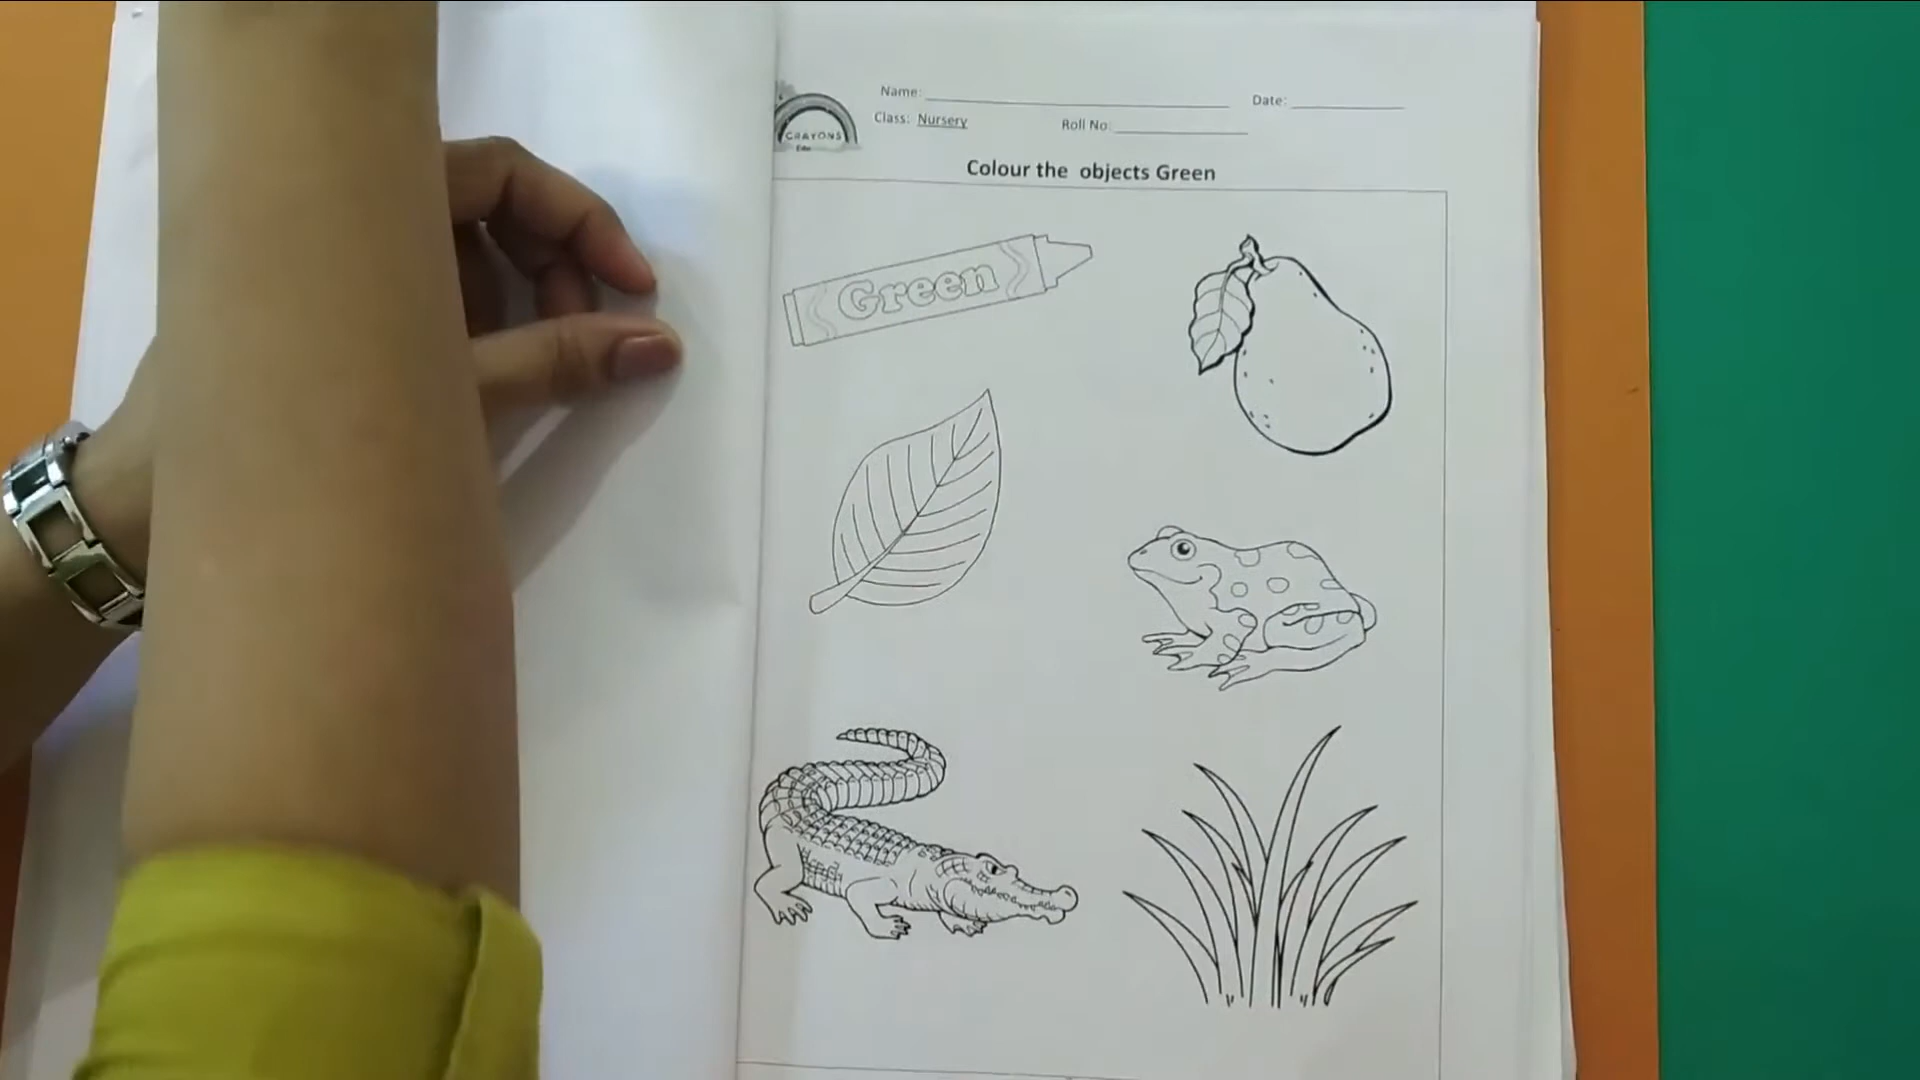 Name: Date:
Class: Nursery Roll No:
CRAYONS
Colour the objects Green
Green